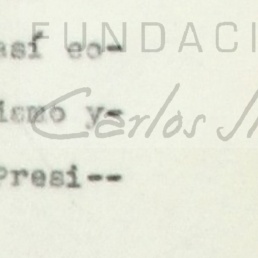 así co-
FUNDACI
ismo y-
Carlos
Presi--